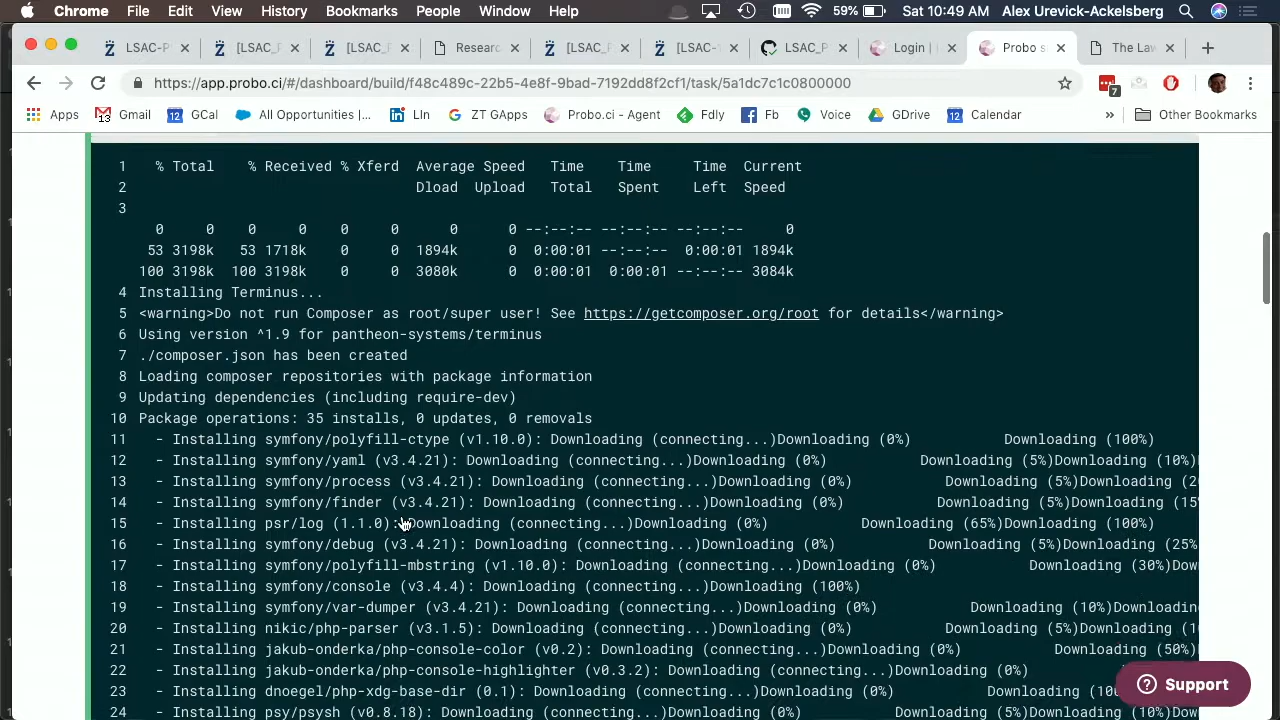 Chrome File Edit View History Bookmarks People Window Help 59% Sat 10:49 AM Alex Urevick-Ackelsberg
LSAC-P [LSAC_ [LSAC_F Researc [LSAC_F [LSAC-1 LSAC_P Login | Probo s The Law
https://app.probo.ci/#/dashboard/build/f48c489c-22b5-4e8f-9bad-7192dd8f2cf1/task/5a1dc7c1c0800000 7
Apps 13 Gmail 12 GCal All Opportunities |... LIn ZT GApps Probo.ci - Agent Fdly Fb Voice GDrive 12 Calendar » Other Bookmarks
1 % Total % Received % Xferd Average Speed Time Time Time Current
2 Dload Upload Total Spent Left Speed
3
0 0 0 0 0 0 0 0 --:--:-- --:--:-- --:--:-- 0
53 3198k 53 1718k 0 0 1894k 0 0:00:01 --:--:-- 0:00:01 1894k
100 3198k 100 3198k 0 0 3080k 0 0:00:01 0:00:01 --:--:-- 3084k
4 Installing Terminus...
5 <warning>Do not run Composer as root/super user! See https://getcomposer.org/root for details</warning>
6 Using version ^1.9 for pantheon-systems/terminus
7 ./composer.json has been created
8 Loading composer repositories with package information
9 Updating dependencies (including require-dev)
10 Package operations: 35 installs, 0 updates, 0 removals
11 - Installing symfony/polyfill-ctype (v1.10.0): Downloading (connecting...)Downloading (0%) Downloading (100%)
12 - Installing symfony/yaml (v3.4.21): Downloading (connecting...)Downloading (0%) Downloading (5%)Downloading (10%)
13 - Installing symfony/process (v3.4.21): Downloading (connecting...)Downloading (0%) Downloading (5%)Downloading (2
14 - Installing symfony/finder (v3.4.21): Downloading (connecting...)Downloading (0%) Downloading (5%)Downloading (15
15 - Installing psr/log (1.1.0): Downloading (connecting...)Downloading (0%) Downloading (65%)Downloading (100%)
16 - Installing symfony/debug (v3.4.21): Downloading (connecting...)Downloading (0%) Downloading (5%)Downloading (25%
17 - Installing symfony/polyfill-mbstring (v1.10.0): Downloading (connecting...)Downloading (0%) Downloading (30%)Dow
18 - Installing symfony/console (v3.4.4): Downloading (connecting...)Downloading (100%)
19 - Installing symfony/var-dumper (v3.4.21): Downloading (connecting...)Downloading (0%) Downloading (10%)Downloading
20 - Installing nikic/php-parser (v3.1.5): Downloading (connecting...)Downloading (0%) Downloading (5%)Downloading (1
21 - Installing jakub-onderka/php-console-color (v0.2): Downloading (connecting...)Downloading (0%) Downloading (50%)
22 - Installing jakub-onderka/php-console-highlighter (v0.3.2): Downloading (connecting...)Downloading (0%)
23 - Installing dnoegel/php-xdg-base-dir (0.1): Downloading (connecting...)Downloading (0%) Downloading (100
24 - Installing psy/psysh (v0.8.18): Downloading (connecting...)Downloading (0%) Downloading (5%)Downloading (10%)
Support